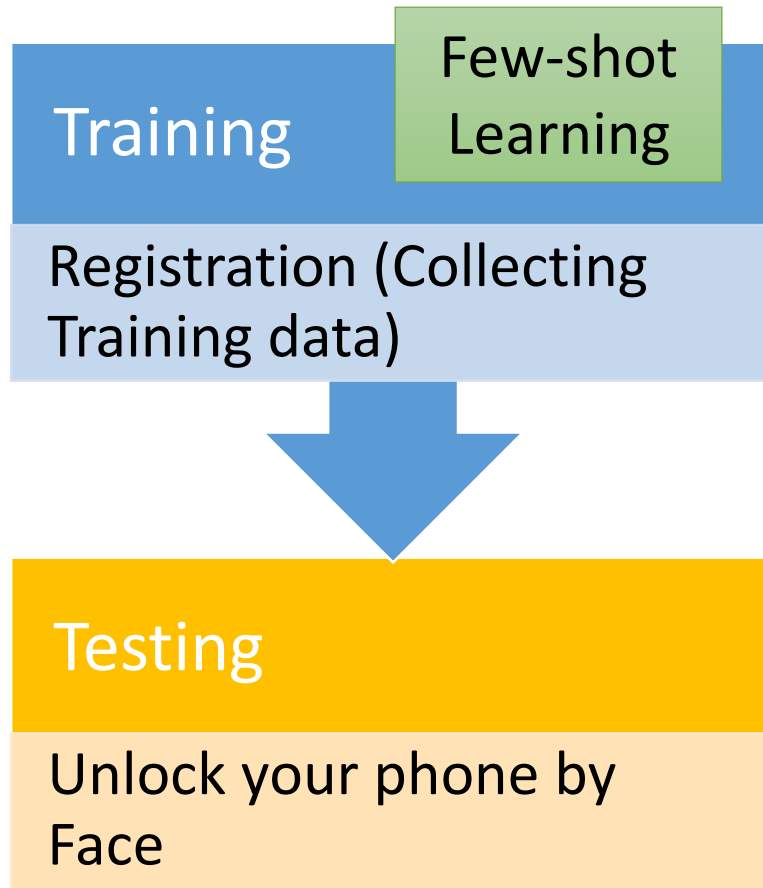 Few-shot
Learning
Training
Registration (Collecting
Training data)
Testing
Unlock your phone by
Face